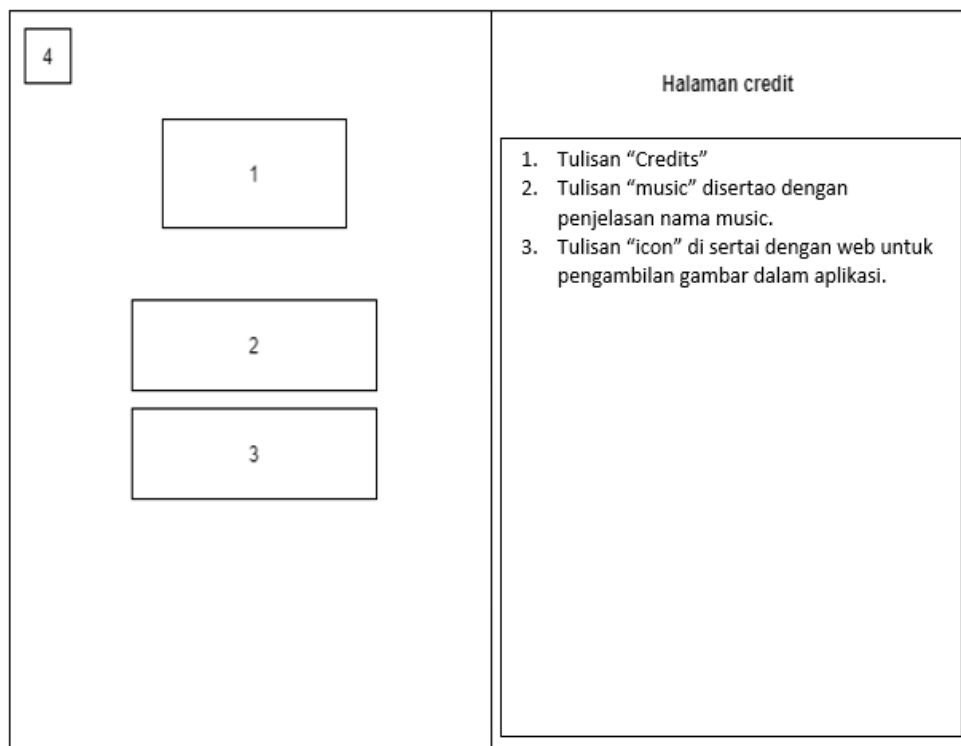 4
1
2
3
Halaman credit
1. Tulisan “Credits”
2. Tulisan “music” disertao dengan
penjelasan nama music.
3. Tulisan “icon” di sertai dengan web untuk
pengambilan gambar dalam aplikasi.